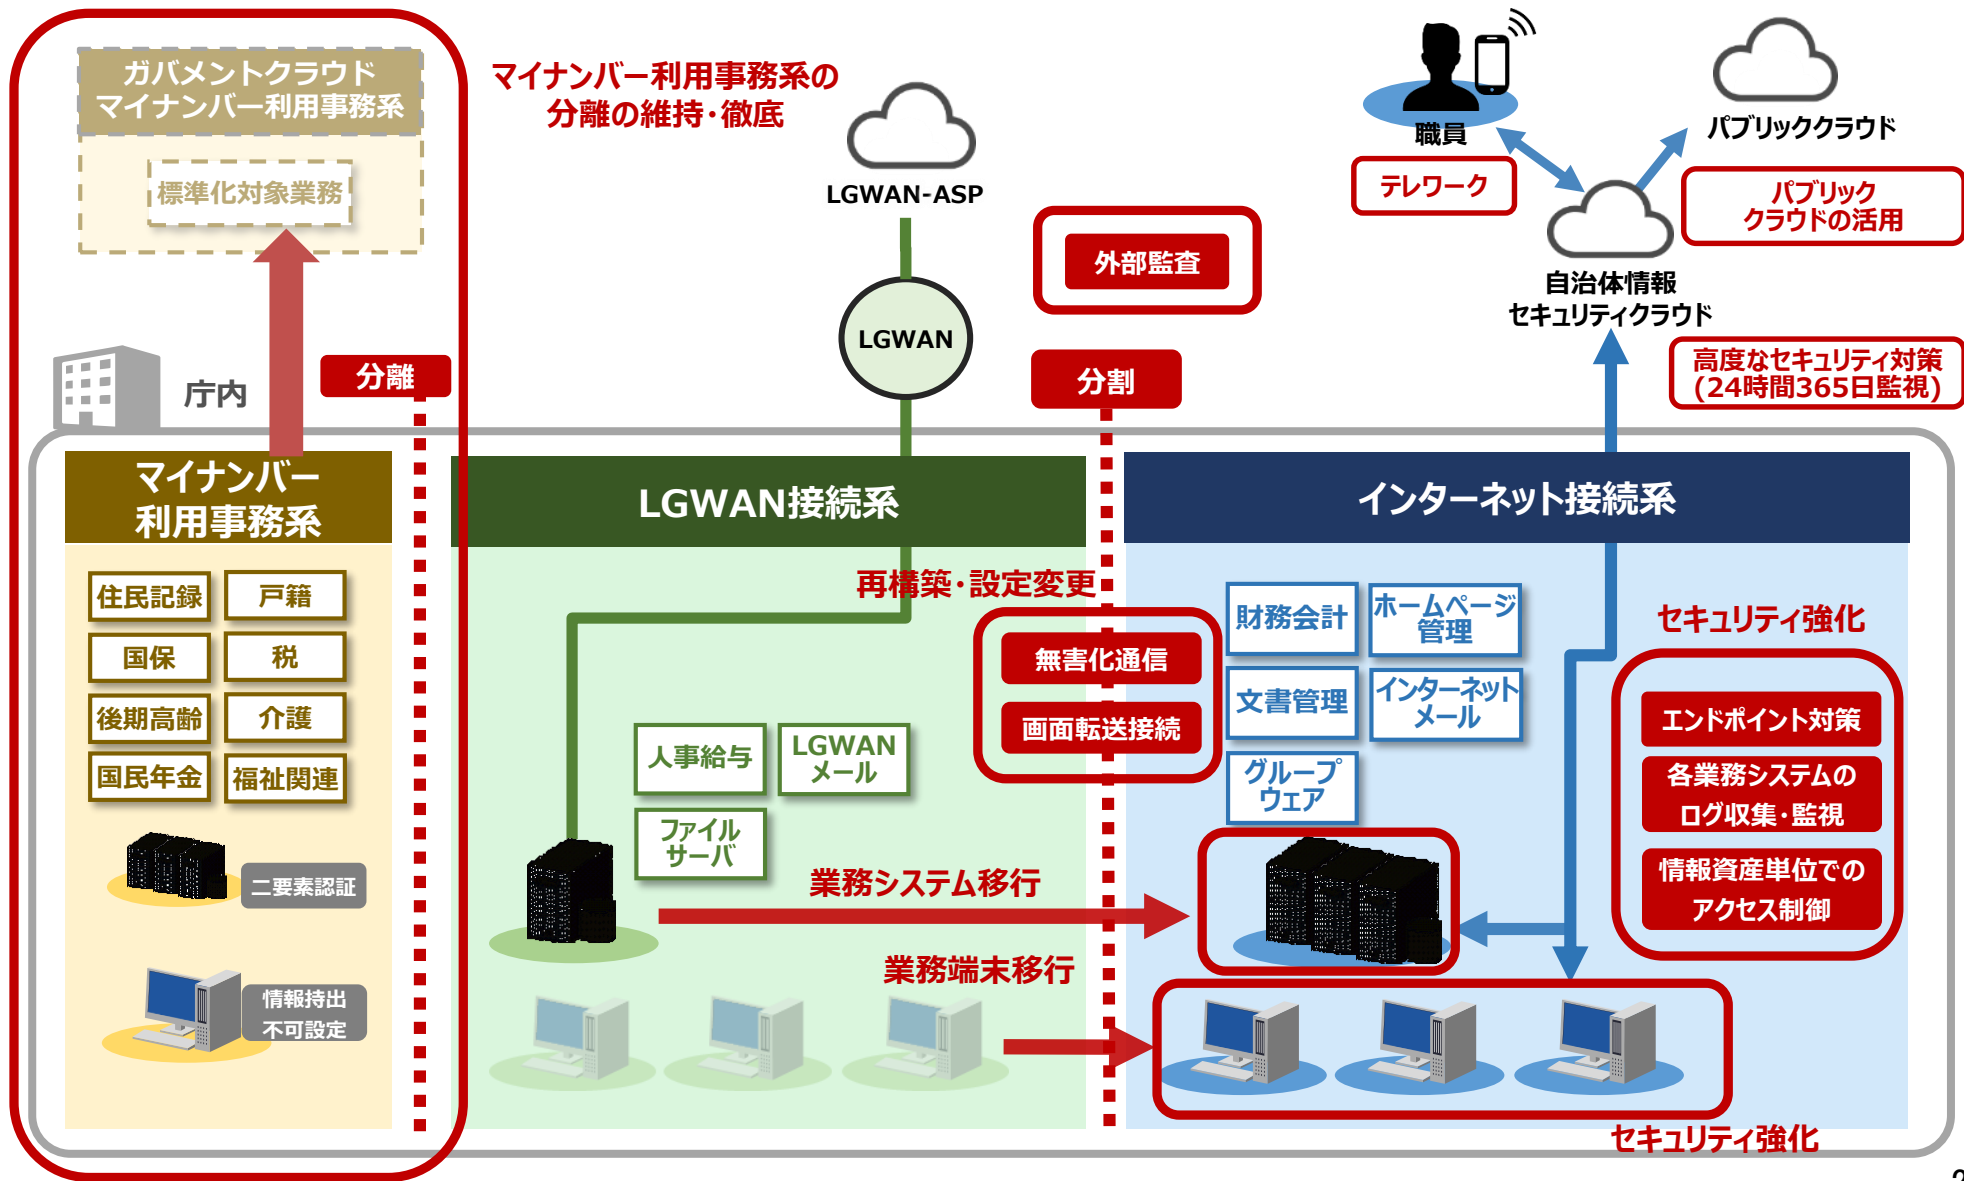 ガバメントクラウド
マイナンバー利用事務系
標準化対象業務
マイナンバー利用事務系の
分離の維持・徹底
LGWAN-ASP
LGWAN
外部監査
職員
テレワーク
パブリッククラウド
パブリック
クラウドの活用
自治体情報
セキュリティクラウド
高度なセキュリティ対策
(24時間365日監視)
庁内
分離
分割
マイナンバー
利用事務系
住民記録
戸籍
国保
税
後期高齢
介護
国民年金
福祉関連
二要素認証
情報持出
不可設定
LGWAN接続系
再構築・設定変更
無害化通信
画面転送接続
人事給与
LGWAN
メール
ファイル
サーバ
業務システム移行
業務端末移行
インターネット接続系
財務会計
ホームページ
管理
文書管理
インターネット
メール
グループ
ウェア
セキュリティ強化
エンドポイント対策
各業務システムの
ログ収集・監視
情報資産単位での
アクセス制御
セキュリティ強化